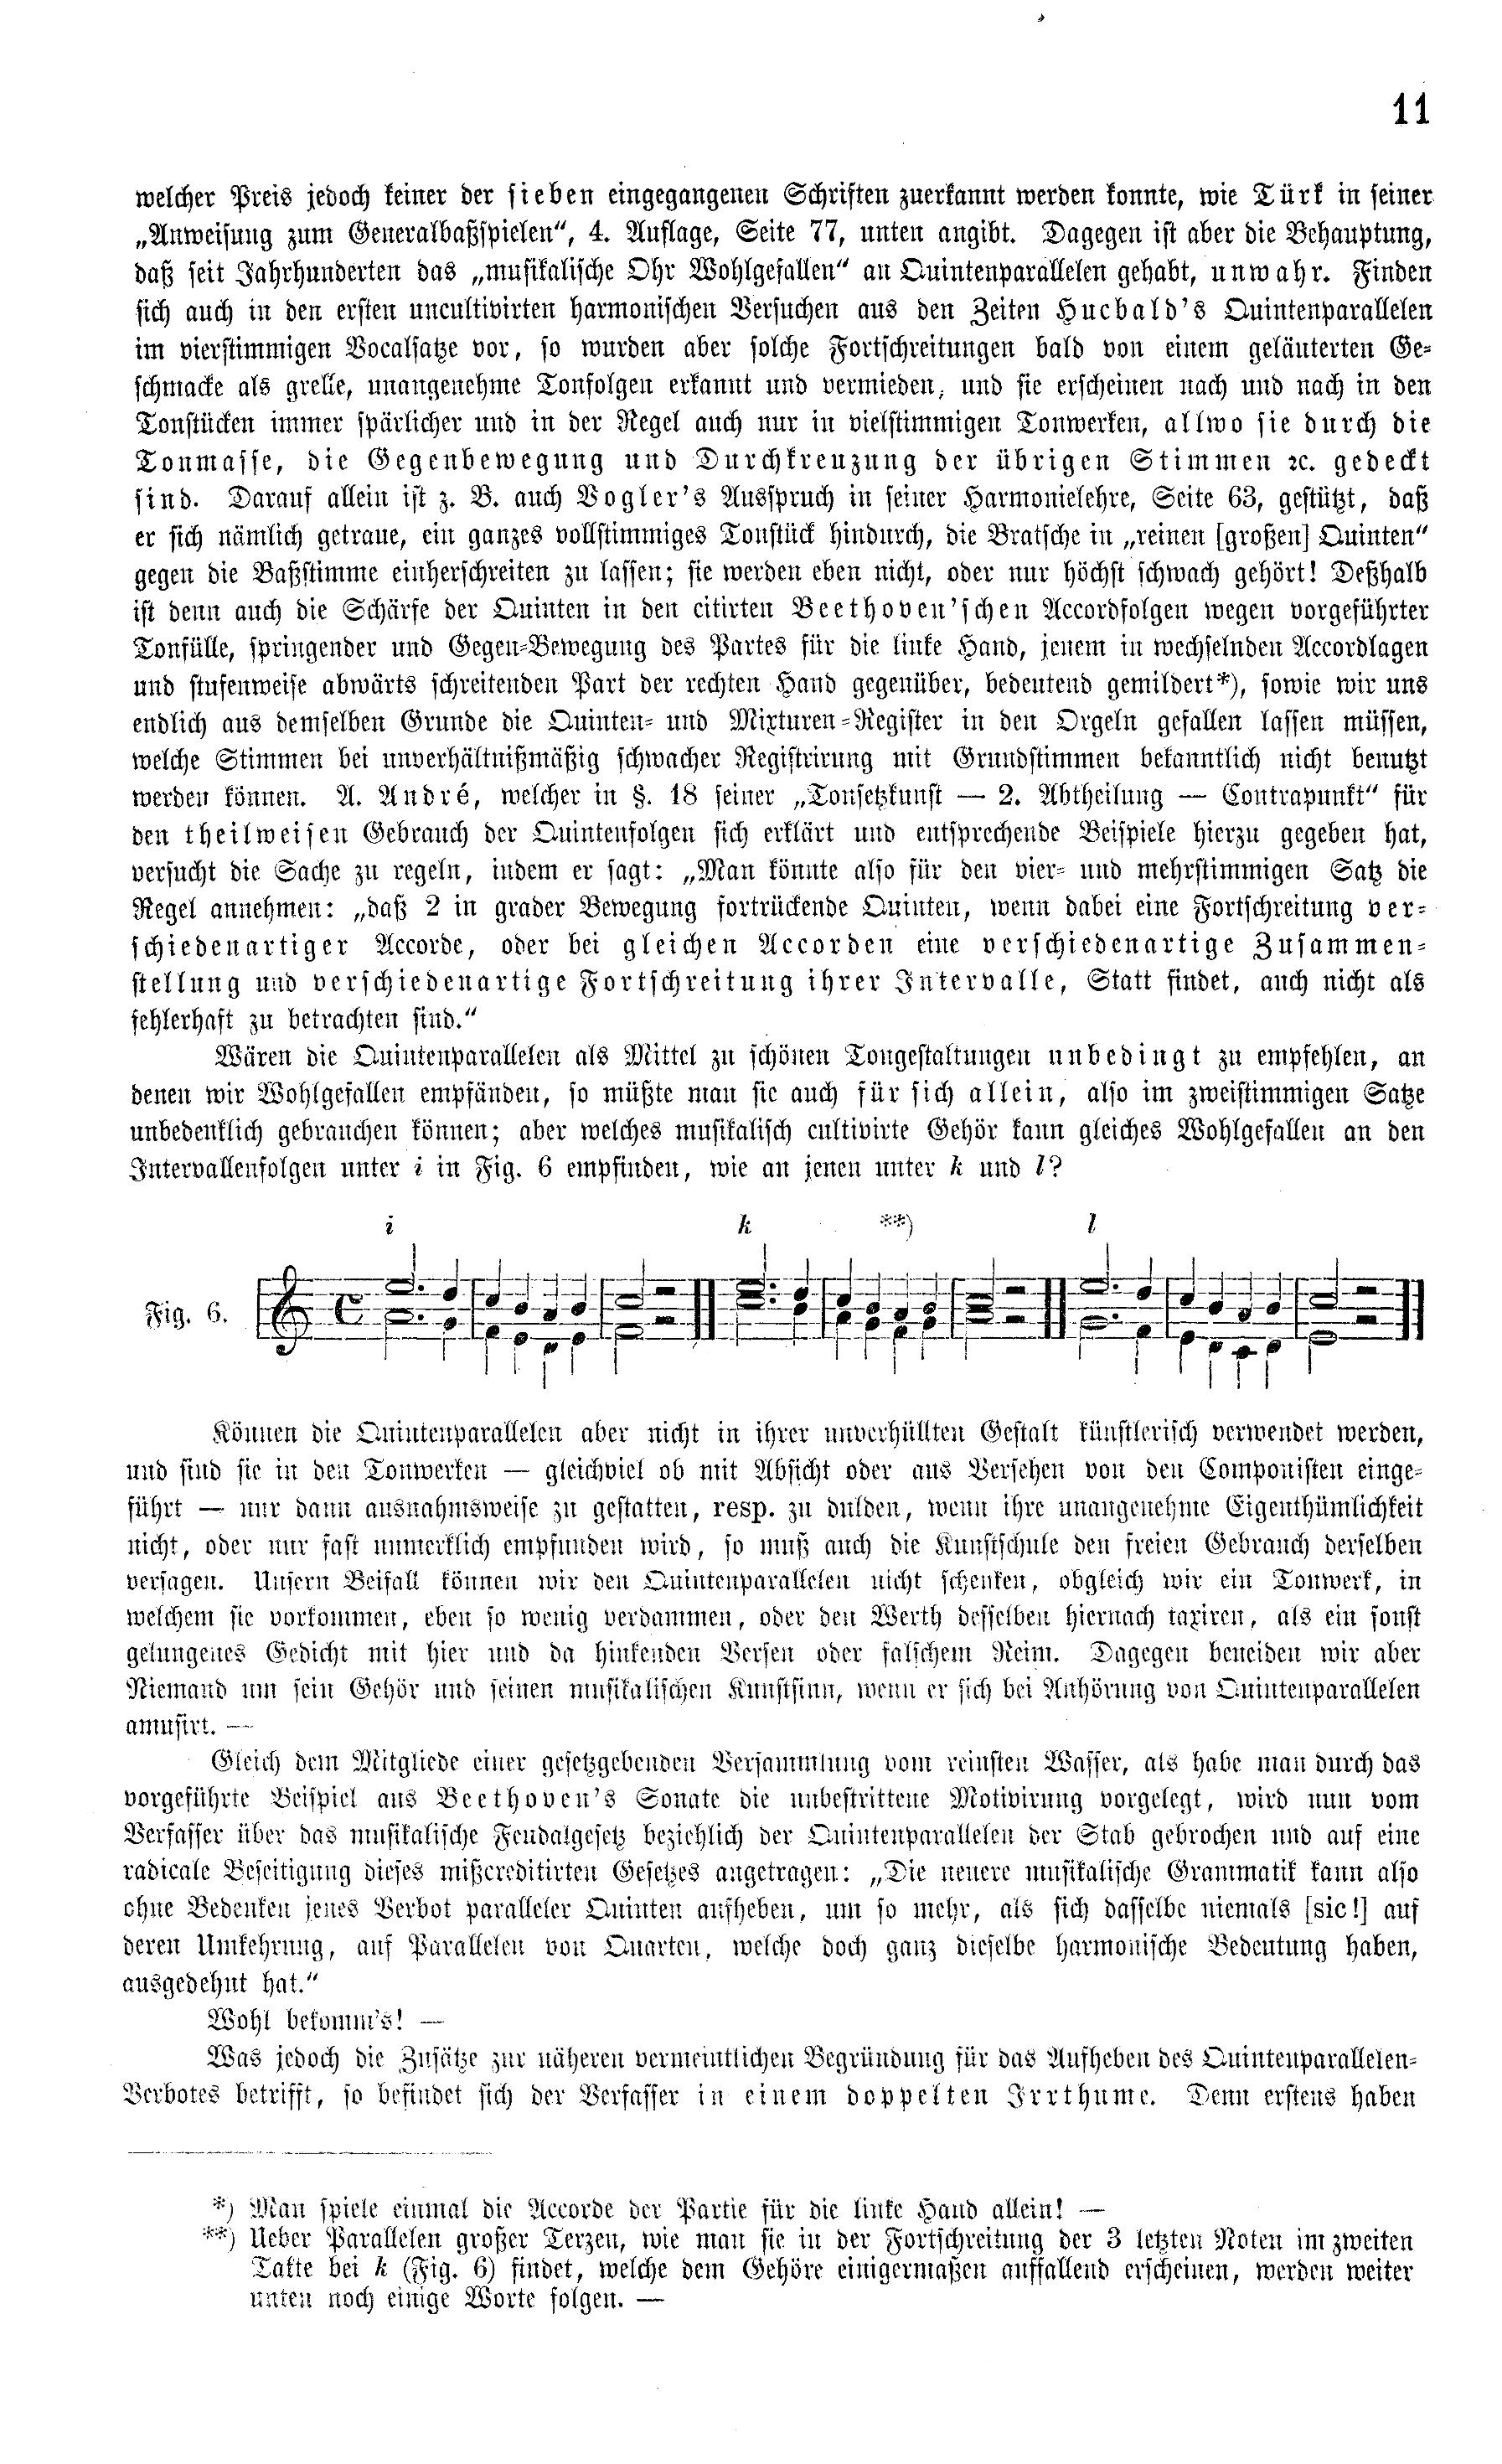 11
welcher Preis jedoch keiner der sieben eingegangenen Schriften zuerkannt werden konnte, wie Türk in seiner
„Anweisung zum Generalbaßspielen“, 4. Auflage, Seite 77, unten angibt. Dagegen ist aber die Behauptung,
daß seit Jahrhunderten das „musikalische Ohr Wohlgefallen“ an Quintenparallelen gehabt, unwahr. Finden
sich auch in den ersten uncultivirten harmonischen Versuchen aus den Zeiten Hucbald's Quintenparallelen
im vierstimmigen Vocalsatze vor, so wurden aber solche Fortschreitungen bald von einem geläuterten Ge-
schmacke als grelle, unangenehme Tonfolgen erkannt und vermieden, und sie erscheinen nach und nach in den
Tonstücken immer spärlicher und in der Regel auch nur in vielstimmigen Tonwerken, allwo sie durch die
Tonmasse, die Gegenbewegung und Durchkreuzung der übrigen Stimmen ꝛc. gedeckt
sind. Darauf allein ist z. B. auch Vogler's Ausspruch in seiner Harmonielehre, Seite 63, gestützt, daß
er sich nämlich getraue, ein ganzes vollstimmiges Tonstück hindurch, die Bratsche in „reinen [großen] Quinten“
gegen die Baßstimme einherschreiten zu lassen; sie werden eben nicht, oder nur höchst schwach gehört! Deßhalb
ist denn auch die Schärfe der Quinten in den citirten Beethoven'schen Accordfolgen wegen vorgeführter
Tonfülle, springender und Gegen-Bewegung des Partes für die linke Hand, jenem in wechselnden Accordlagen
und stufenweise abwärts schreitenden Part der rechten Hand gegenüber, bedeutend gemildert*), sowie wir uns
endlich aus demselben Grunde die Quinten- und Mixturen-Register in den Orgeln gefallen lassen müssen,
welche Stimmen bei unverhältnißmäßig schwacher Registrirung mit Grundstimmen bekanntlich nicht benutzt
werden können. A. André, welcher in §. 18 seiner „Tonsetzkunst — 2. Abtheilung — Contrapunkt“ für
den theilweisen Gebrauch der Quintenfolgen sich erklärt und entsprechende Beispiele hierzu gegeben hat,
versucht die Sache zu regeln, indem er sagt: „Man könnte also für den vier- und mehrstimmigen Satz die
Regel annehmen: „daß 2 in grader Bewegung fortrückende Quinten, wenn dabei eine Fortschreitung ver-
schiedenartiger Accorde, oder bei gleichen Accorden eine verschiedenartige Zusammen-
stellung und verschiedenartige Fortschreitung ihrer Intervalle, Statt findet, auch nicht als
fehlerhaft zu betrachten sind.“
Wären die Quintenparallelen als Mittel zu schönen Tongestaltungen unbedingt zu empfehlen, an
denen wir Wohlgefallen empfänden, so müßte man sie auch für sich allein, also im zweistimmigen Satze
unbedenklich gebrauchen können; aber welches musikalisch cultivirte Gehör kann gleiches Wohlgefallen an den
Intervallenfolgen unter i in Fig. 6 empfinden, wie an jenen unter k und l?
i k **) l
Fig. 6.
Können die Quintenparallelen aber nicht in ihrer unverhüllten Gestalt künstlerisch verwendet werden,
und sind sie in den Tonwerken — gleichviel ob mit Absicht oder aus Versehen von den Componisten einge-
führt — nur dann ausnahmsweise zu gestatten, resp. zu dulden, wenn ihre unangenehme Eigenthümlichkeit
nicht, oder nur fast unmerklich empfunden wird, so muß auch die Kunstschule den freien Gebrauch derselben
versagen. Unsern Beifall können wir den Quintenparallelen nicht schenken, obgleich wir ein Tonwerk, in
welchem sie vorkommen, eben so wenig verdammen, oder den Werth desselben hiernach taxiren, als ein sonst
gelungenes Gedicht mit hier und da hinkenden Versen oder falschem Reim. Dagegen beneiden wir aber
Niemand um sein Gehör und seinen musikalischen Kunstsinn, wenn er sich bei Anhörung von Quintenparallelen
amusirt. —
Gleich dem Mitgliede einer gesetzgebenden Versammlung vom reinsten Wasser, als habe man durch das
vorgeführte Beispiel aus Beethoven's Sonate die unbestrittene Motivirung vorgelegt, wird nun vom
Verfasser über das musikalische Feudalgesetz beziehlich der Quintenparallelen der Stab gebrochen und auf eine
radicale Beseitigung dieses mißcreditirten Gesetzes angetragen: „Die neuere musikalische Grammatik kann also
ohne Bedenken jenes Verbot paralleler Quinten aufheben, um so mehr, als sich dasselbe niemals [sic!] auf
deren Umkehrung, auf Parallelen von Quarten, welche doch ganz dieselbe harmonische Bedeutung haben,
ausgedehnt hat.“
Wohl bekomm's! —
Was jedoch die Zusätze zur näheren vermeintlichen Begründung für das Aufheben des Quintenparallelen-
Verbotes betrifft, so befindet sich der Verfasser in einem doppelten Irrthume. Denn erstens haben
*) Man spiele einmal die Accorde der Partie für die linke Hand allein! —
**) Ueber Parallelen großer Terzen, wie man sie in der Fortschreitung der 3 letzten Noten im zweiten
Takte bei k (Fig. 6) findet, welche dem Gehöre einigermaßen auffallend erscheinen, werden weiter
unten noch einige Worte folgen. —